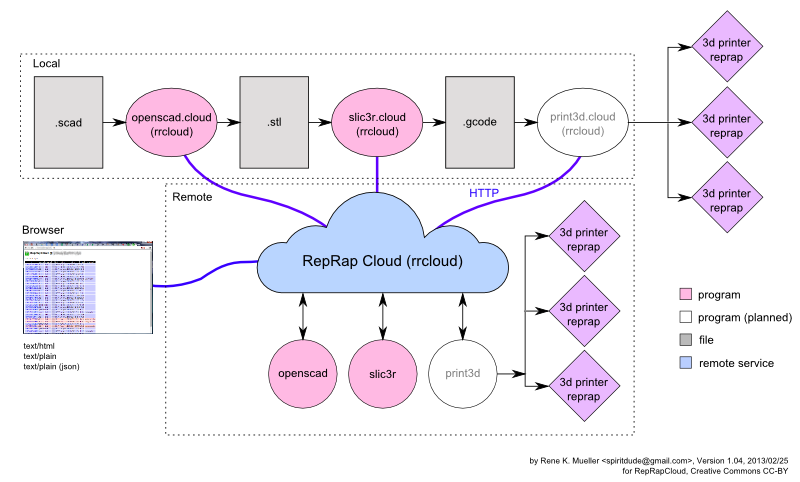 3d printer
reprap
Local
.scad
openscad.cloud
(rrcloud)
.stl
slic3r.cloud
(rrcloud)
.gcode
print3d.cloud
(rrcloud)
3d printer
reprap
3d printer
reprap
Remote
HTTP
Browser
RepRap Cloud (rrcloud)
3d printer
reprap
3d printer
reprap
3d printer
reprap
openscad
slic3r
print3d
text/html
text/plain
text/plain (json)
program
program (planned)
file
remote service
by Rene K. Mueller <spiritdude@gmail.com>, Version 1.04, 2013/02/25
for RepRapCloud, Creative Commons CC-BY